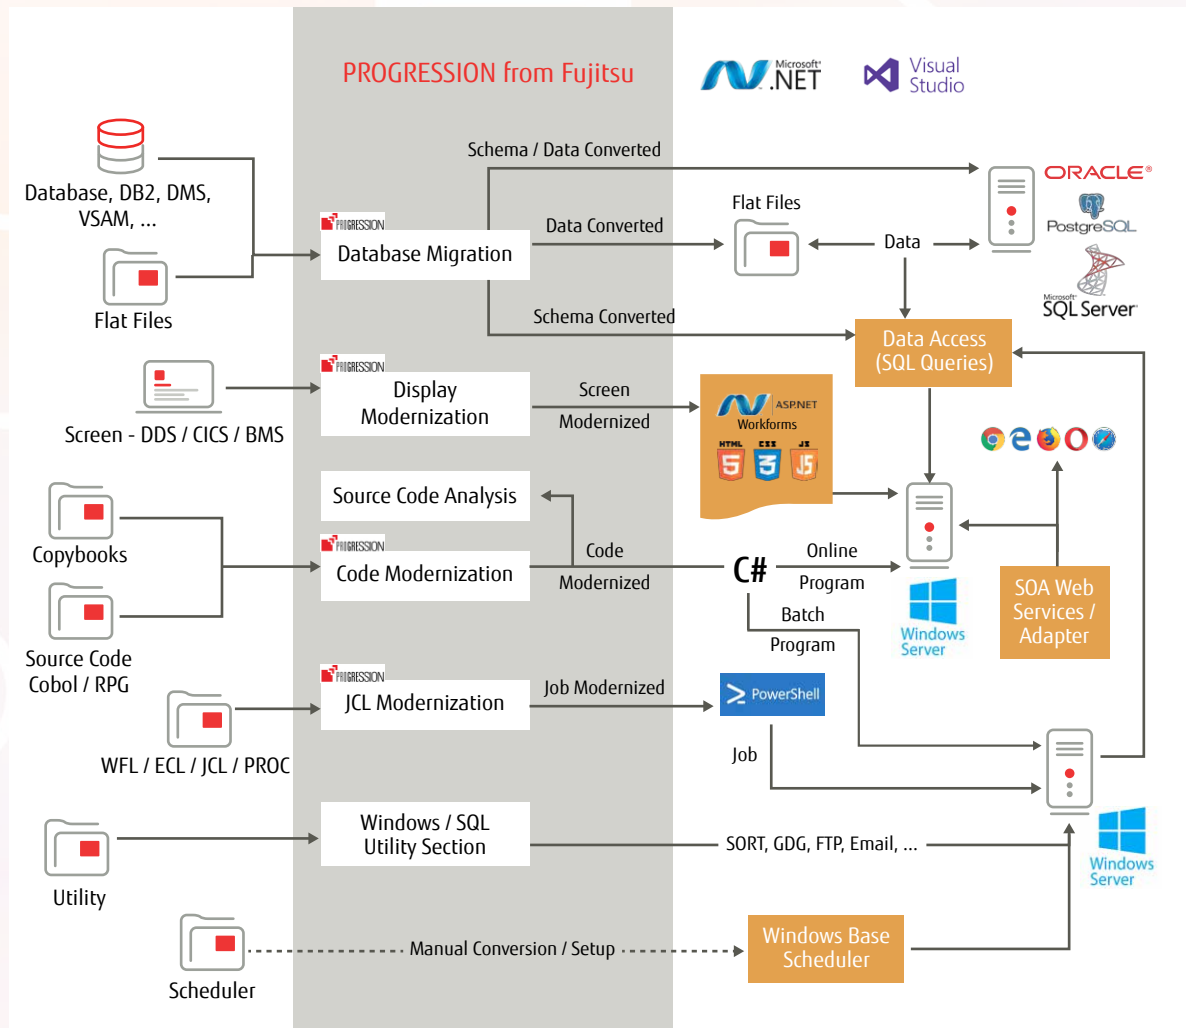 PROGRESSION from Fujitsu
Microsoft®
.NET
Visual
Studio
Database, DB2, DMS,
VSAM, ...
Flat Files
Schema / Data Converted
PROGRESSION
Database Migration
Data Converted
Flat Files
Data
Schema Converted
ORACLE®
PostgreSQL
Microsoft®
SQL Server®
Data Access
(SQL Queries)
Screen - DDS / CICS / BMS
PROGRESSION
Display
Modernization
Screen
Modernized
ASP.NET
Workforms
HTML
5
CSS
3
JS
JS
Source Code Analysis
Copybooks
PROGRESSION
Code Modernization
Code
Modernized
C#
Online
Program
Batch
Program
Windows
Server
SOA Web
Services /
Adapter
Source Code
Cobol / RPG
PROGRESSION
JCL Modernization
Job Modernized
PowerShell
Job
WFL / ECL / JCL / PROC
Windows / SQL
Utility Section
SORT, GDG, FTP, Email, ...
Windows
Server
Utility
Manual Conversion / Setup
Windows Base
Scheduler
Scheduler